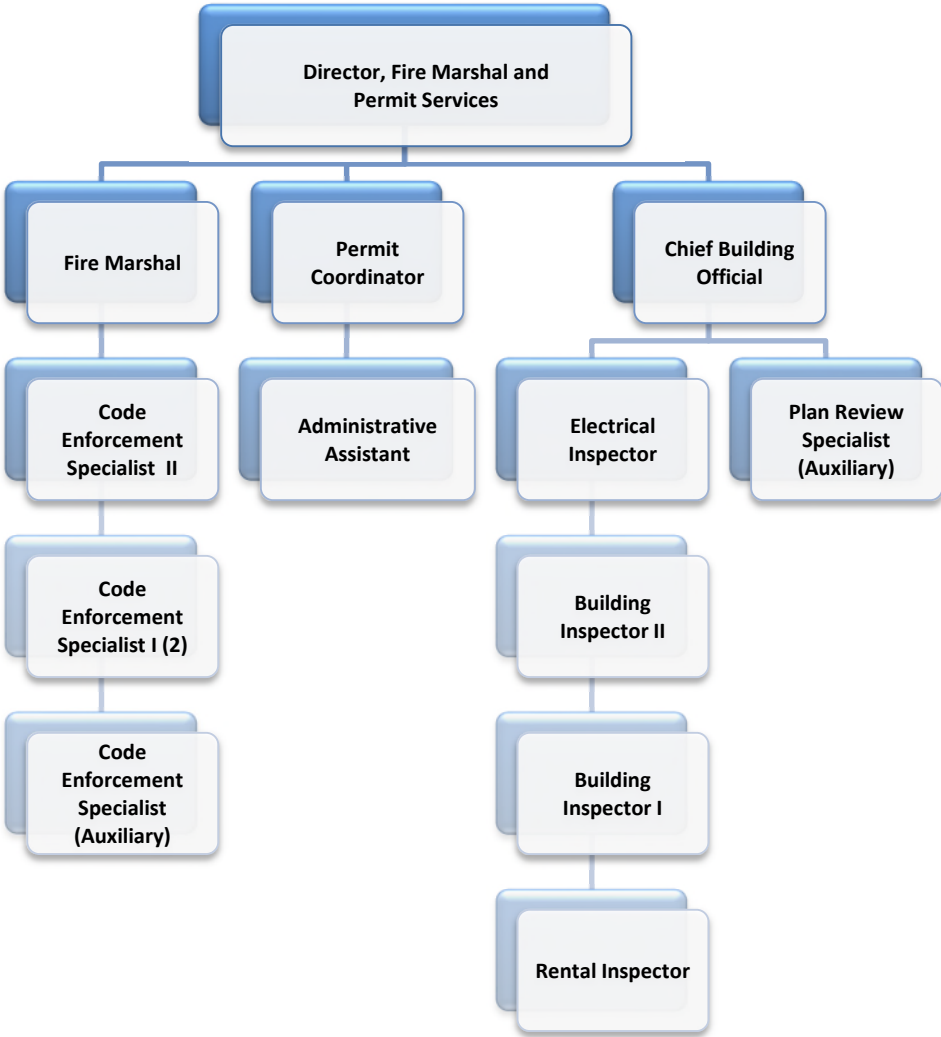 Director, Fire Marshal and
Permit Services
Fire Marshal
Permit
Coordinator
Chief Building
Official
Code
Enforcement
Specialist  II
Administrative
Assistant
Electrical
Inspector
Plan Review
Specialist
(Auxiliary)
Code
Enforcement
Specialist I (2)
Building
Inspector II
Code
Enforcement
Specialist
(Auxiliary)
Building
Inspector I
Rental Inspector